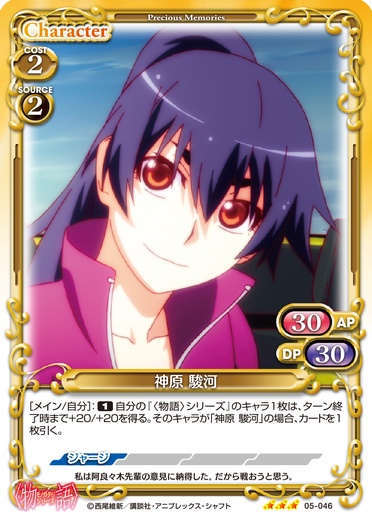 Precious Memories
Character
COST
2
SOURCE
2
30 AP
DP 30
神原 駿河
[メイン/自分]:1自分の『〈物語〉シリーズ』のキャラ1枚は、ターン終
了時まで+20/+20を得る。そのキャラが「神原 駿河」の場合、カードを1
枚引く。
ジャージ
私は阿良々木先輩の意見に納得した。だから戦おうと思う。
〈物語〉
©西尾維新／講談社・アニプレックス・シャフト
05-046